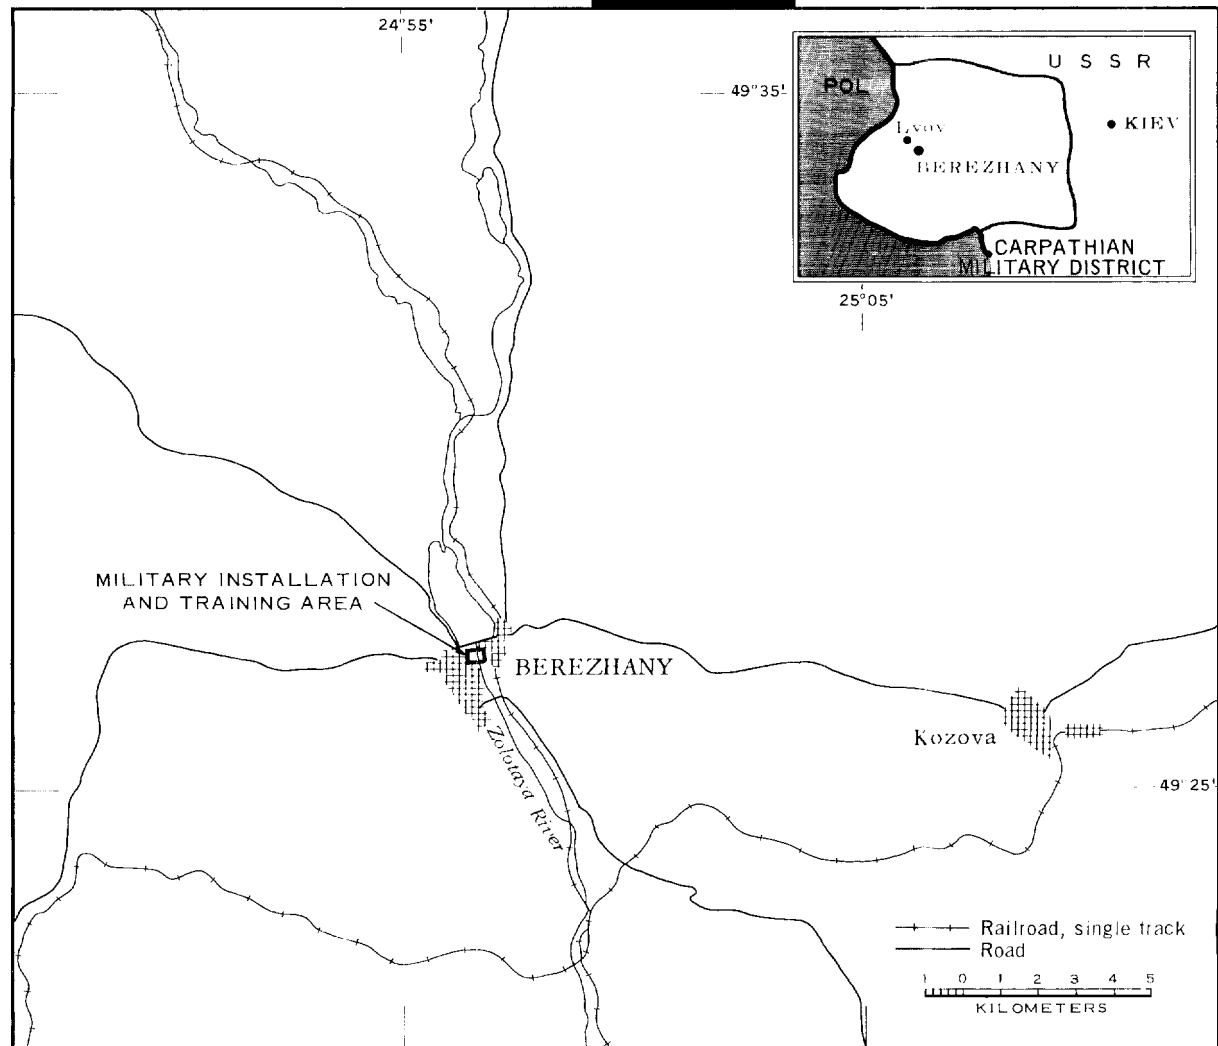 24°55'
49°35'
U S S R
POL
Lvov
KIEV
BEREZHANY
CARPATHIAN
MILITARY DISTRICT
25°05'
MILITARY INSTALLATION
AND TRAINING AREA
BEREZHANY
Kozova
Zolotaya River
49°25'
Railroad, single track
Road
1 0 1 2 3 4 5
KILOMETERS